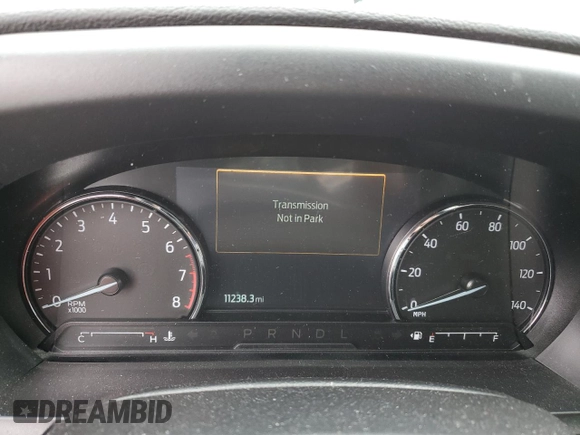 Transmission
Not in Park
11238.3 mi
0 1 2 3 4 5 6 7 8
RPM
x1000
0 20 40 60 80 100 120 140
MPH
C H
P R N D L
E F
DREAMBID